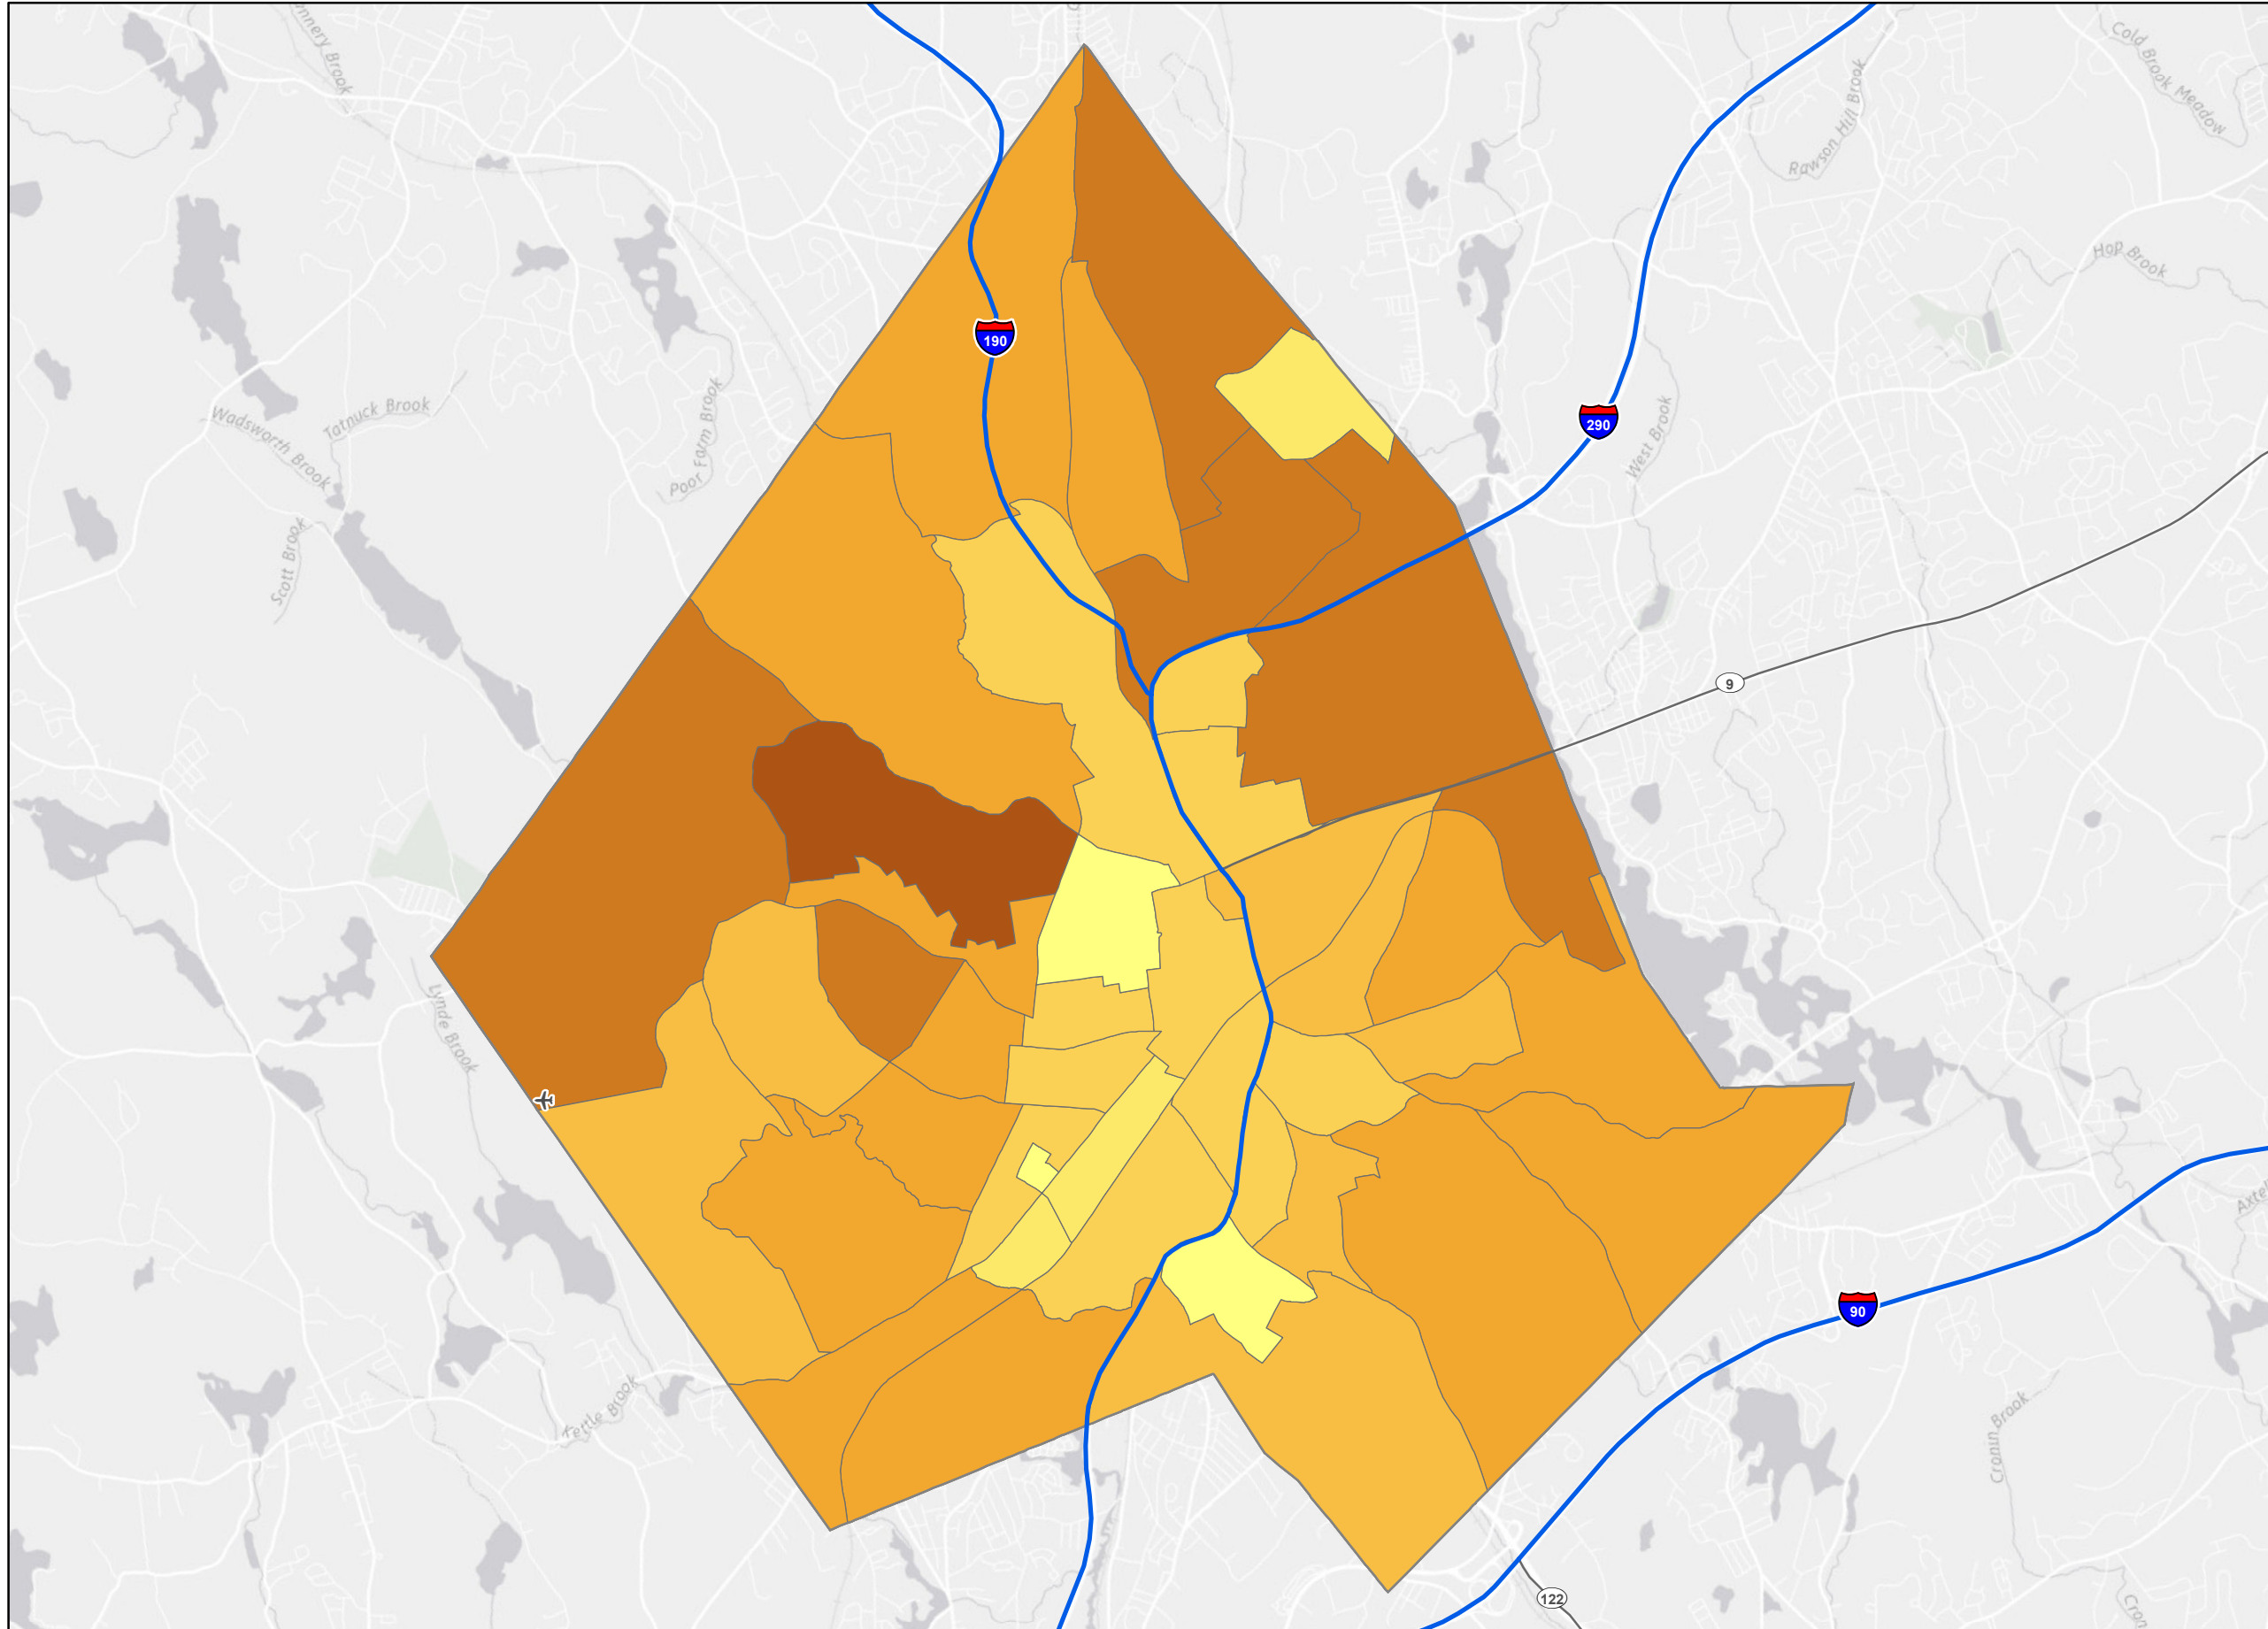 Cold Brook Meadow
Rawson Hill Brook
Hop Brook
190
Tatnuck Brook
Wadsworth Brook
Poor Farm Brook
290
West Brook
Scott Brook
9
Lynde Brook
90
Kettle Brook
Cronin Brook
122